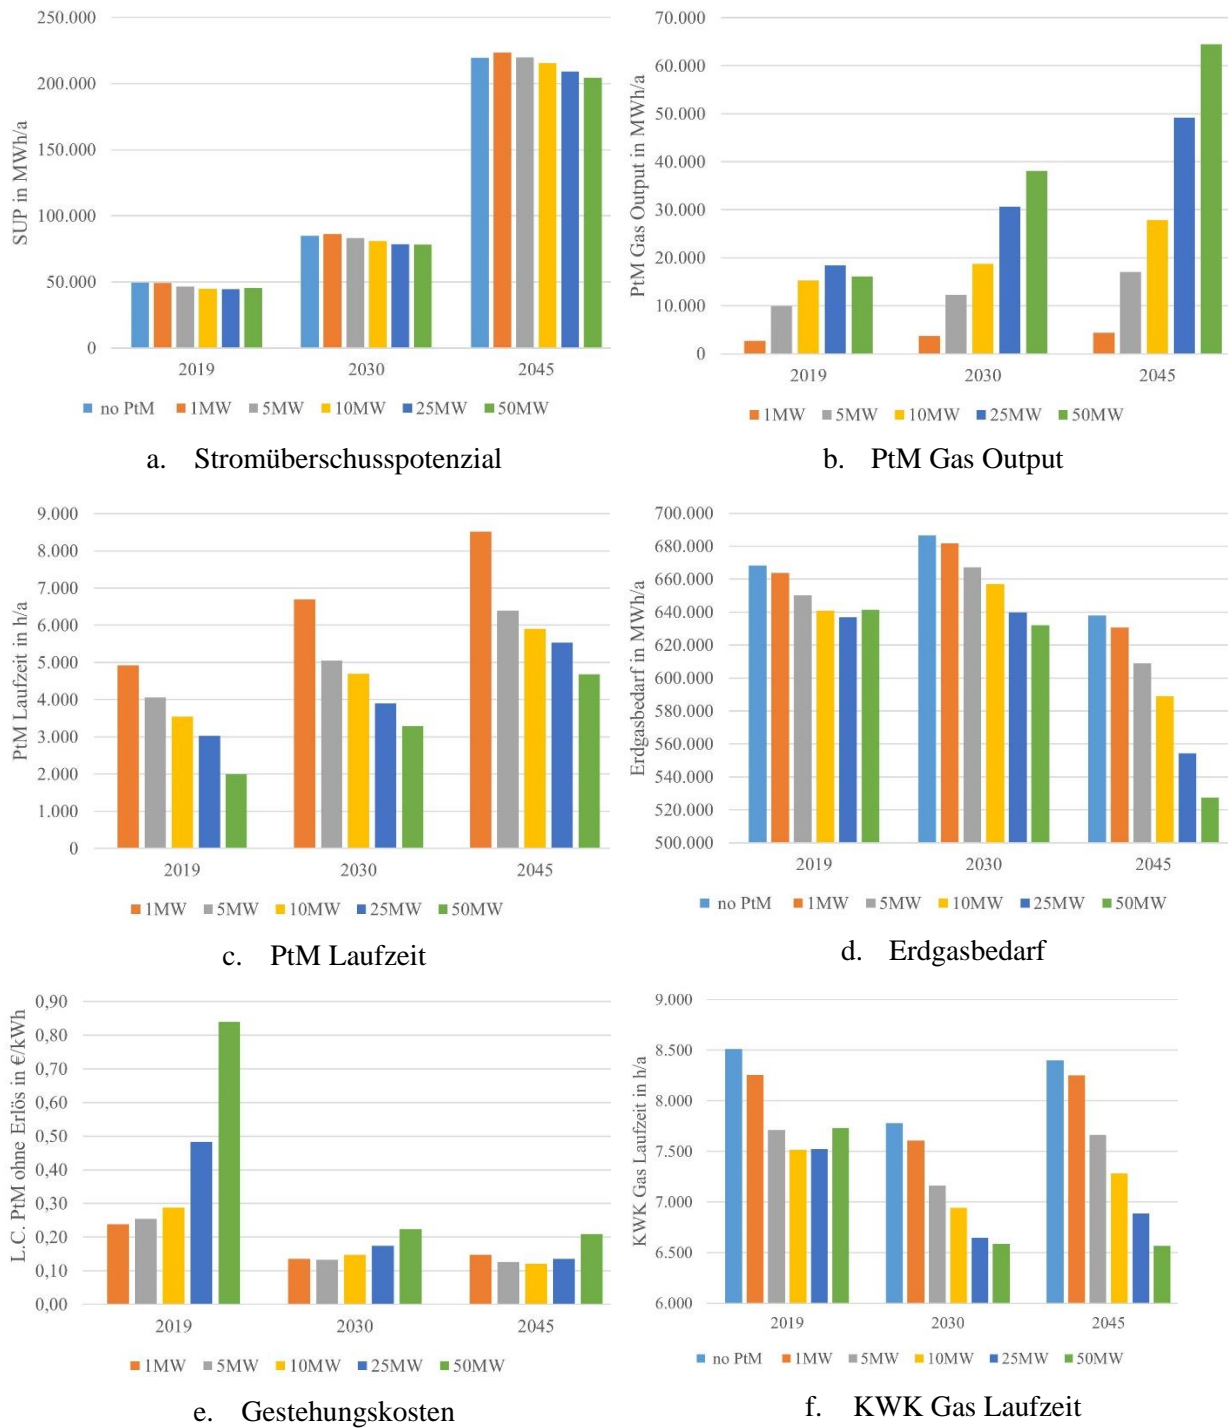 250.000
200.000
150.000
100.000
50.000
0
SUP in MWh/a
2019 2030 2045
no PtM 1MW 5MW 10MW 25MW 50MW
a. Stromüberschusspotenzial
70.000
60.000
50.000
40.000
30.000
20.000
10.000
0
PtM Gas Output in MWh/a
2019 2030 2045
1MW 5MW 10MW 25MW 50MW
b. PtM Gas Output
9.000
8.000
7.000
6.000
5.000
4.000
3.000
2.000
1.000
0
PtM Laufzeit in h/a
2019 2030 2045
1MW 5MW 10MW 25MW 50MW
c. PtM Laufzeit
700.000
680.000
660.000
640.000
620.000
600.000
580.000
560.000
540.000
520.000
500.000
Erdgasbedarf in MWh/a
2019 2030 2045
no PtM 1MW 5MW 10MW 25MW 50MW
d. Erdgasbedarf
0,90
0,80
0,70
0,60
0,50
0,40
0,30
0,20
0,10
0,00
L.C. PtM ohne Erlös in €/kWh
2019 2030 2045
1MW 5MW 10MW 25MW 50MW
e. Gestehungskosten
9.000
8.500
8.000
7.500
7.000
6.500
6.000
KWK Gas Laufzeit in h/a
2019 2030 2045
no PtM 1MW 5MW 10MW 25MW 50MW
f. KWK Gas Laufzeit